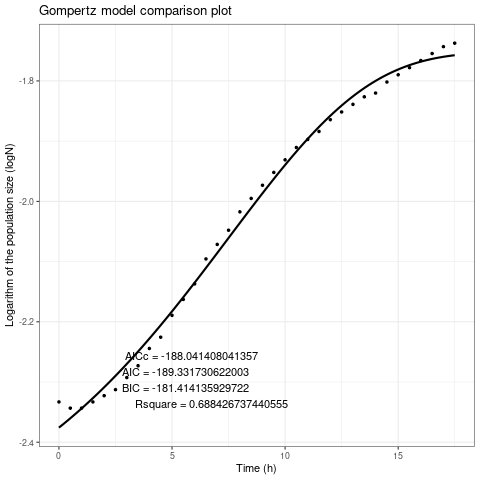 Gompertz model comparison plot
Logarithm of the population size (logN)
-1.8
-2.0
-2.2
-2.4
AICc = -188.041408041357
AIC = -189.331730622003
BIC = -181.414135929722
Rsquare = 0.688426737440555
0 5 10 15
Time (h)